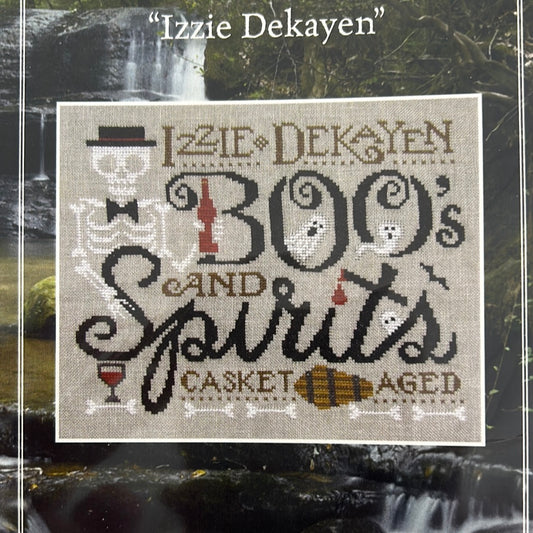 “Izzie Dekayen”
IZZIE DEKAYEN
BOO's
AND
Spirits
CASKET AGED